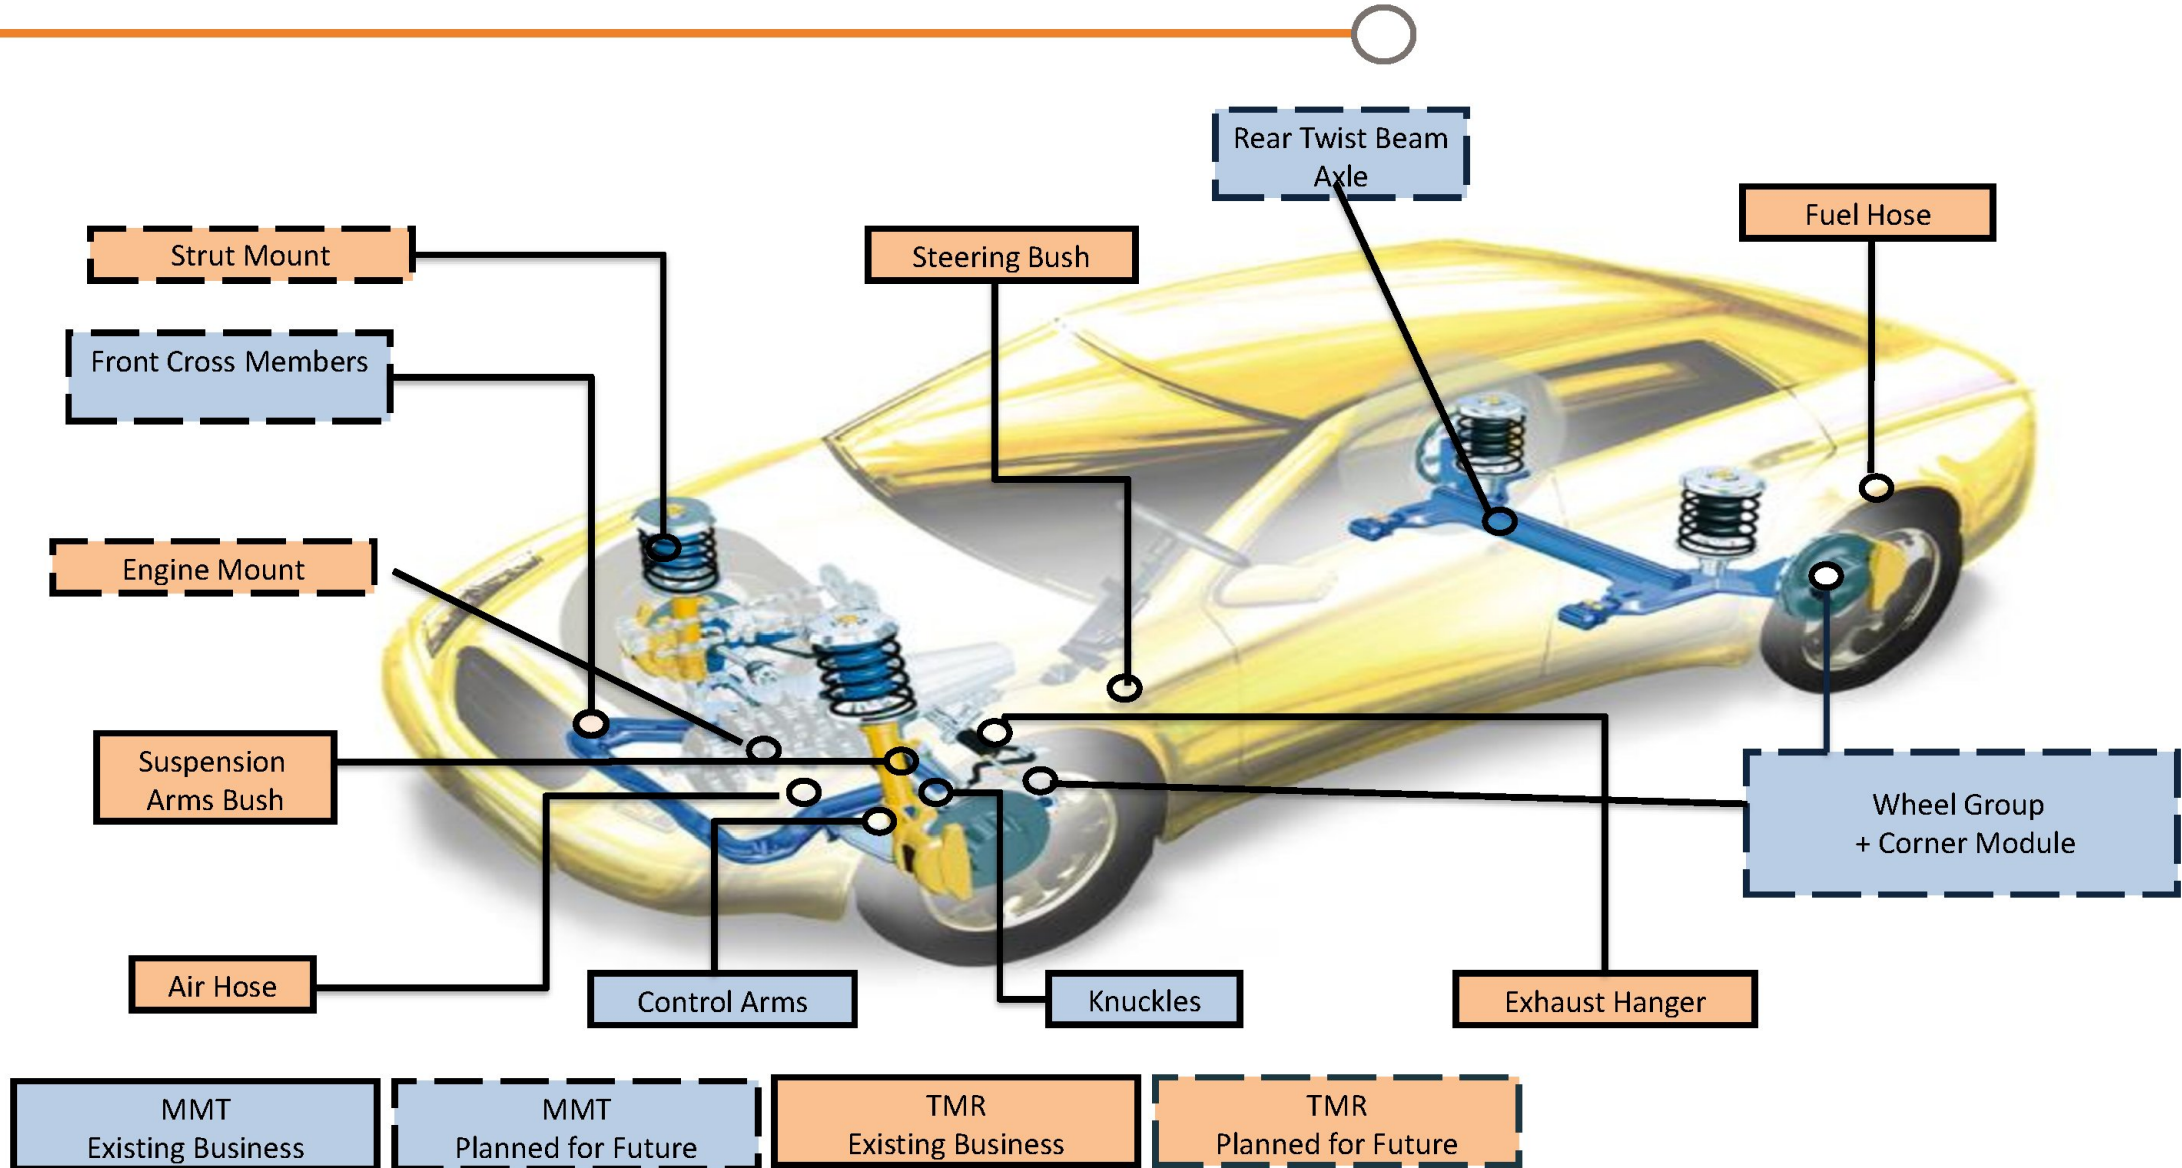 Rear Twist Beam
Axle
Fuel Hose
Strut Mount
Steering Bush
Front Cross Members
Engine Mount
Suspension
Arms Bush
Wheel Group
+ Corner Module
Air Hose
Control Arms
Knuckles
Exhaust Hanger
MMT
Existing Business
MMT
Planned for Future
TMR
Existing Business
TMR
Planned for Future